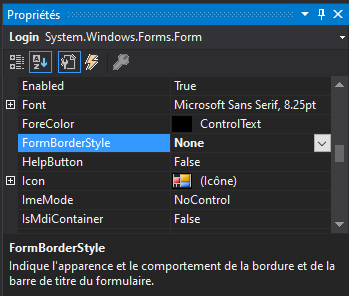 Propriétés
Login System.Windows.Forms.Form
Enabled True
Font Microsoft Sans Serif, 8.25pt
ForeColor ControlText
FormBorderStyle None
HelpButton False
Icon (Icône)
ImeMode NoControl
IsMdiContainer False
FormBorderStyle
Indique l'apparence et le comportement de la bordure et de la
barre de titre du formulaire.